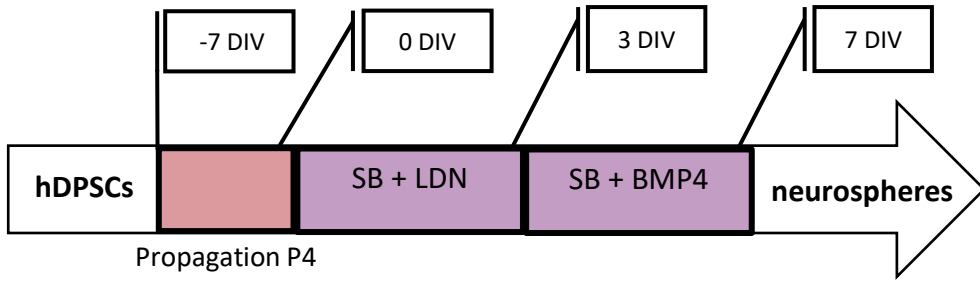 -7 DIV
0 DIV
3 DIV
7 DIV
hDPSCs
SB + LDN
SB + BMP4
neurospheres
Propagation P4